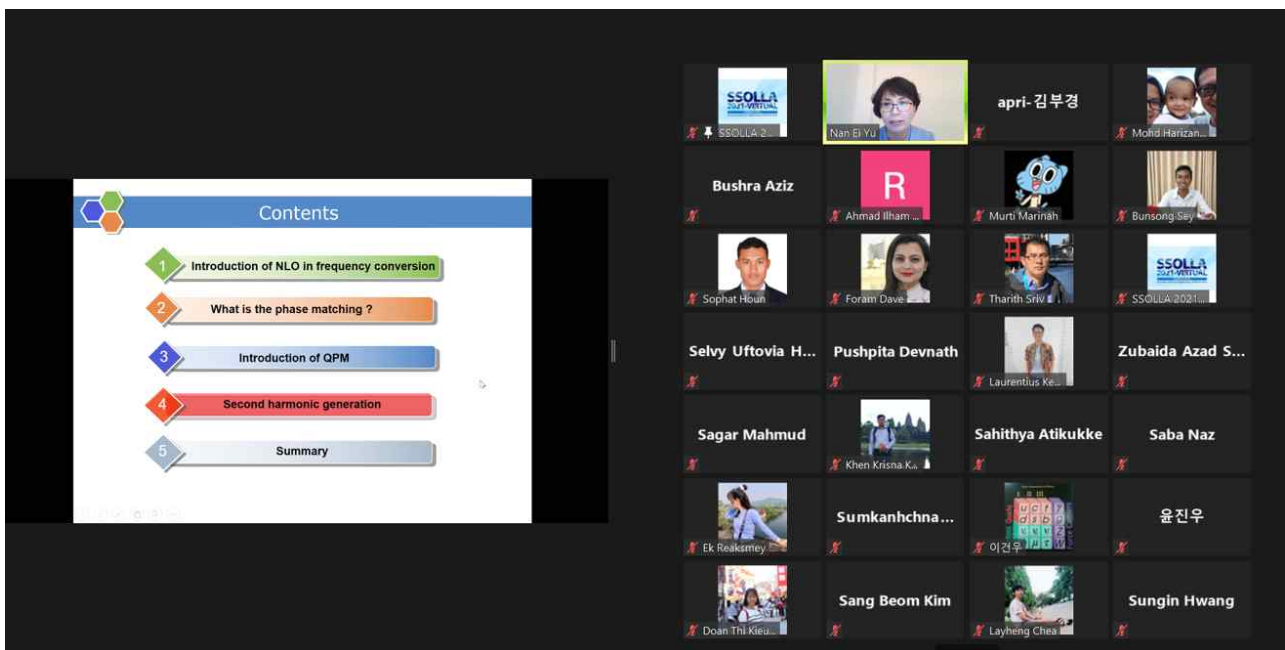 Contents
1
Introduction of NLO in frequency conversion
2
What is the phase matching ?
3
Introduction of QPM
4
Second harmonic generation
5
Summary
SSOLLA
2021-VIRTUAL
SSOLLA 2...
Nan Ei Yu
apri-김부경
Mohd Harizan...
Bushra Aziz
R
Ahmad Ilham ...
Murti Marinah
Bunsong Sey
Sophat Houn
Foram Dave
Tharith Sriv
SSOLLA
2021-VIRTUAL
SSOLLA 2021...
Selvy Uftovia H...
Pushpita Devnath
Laurentius Ke...
Zubaida Azad S...
Sagar Mahmud
Khen Krisna K...
Sahithya Atikukke
Saba Naz
Ek Reaksmey
Sumkanhchna...
이건우
윤진우
Doan Thi Kieu...
Sang Beom Kim
Layheng Chea
Sungin Hwang